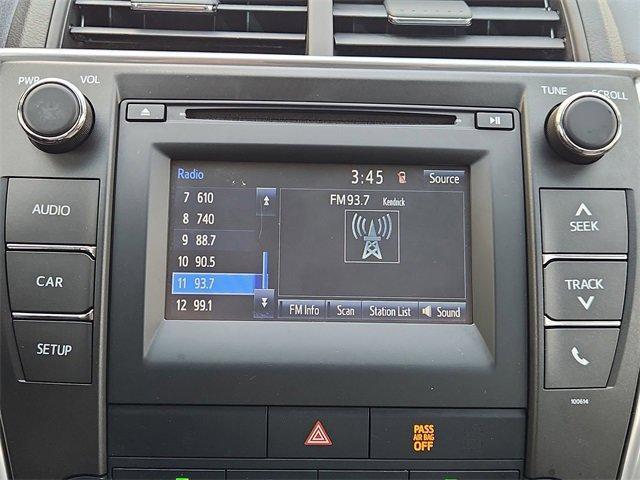 PWR VOL
TUNE SCROLL
Radio 3:45 Source
7 610
8 740
9 88.7
10 90.5
11 93.7
12 99.1
FM 93.7 Kendrick
FM Info Scan Station List Sound
AUDIO
CAR
SETUP
SEEK
TRACK
100614
PASS
AIR BAG
OFF